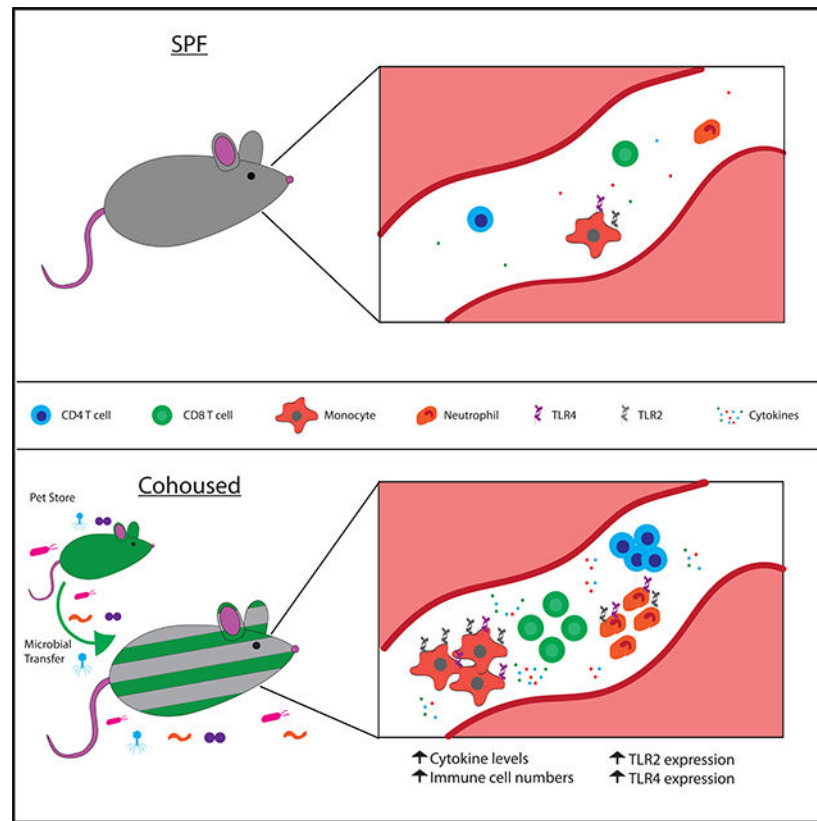 SPF
CD4 T cell
CD8 T cell
Monocyte
Neutrophil
TLR4
TLR2
Cytokines
Cohoused
Pet Store
Microbial
Transfer
Cytokine levels
Immune cell numbers
TLR2 expression
TLR4 expression